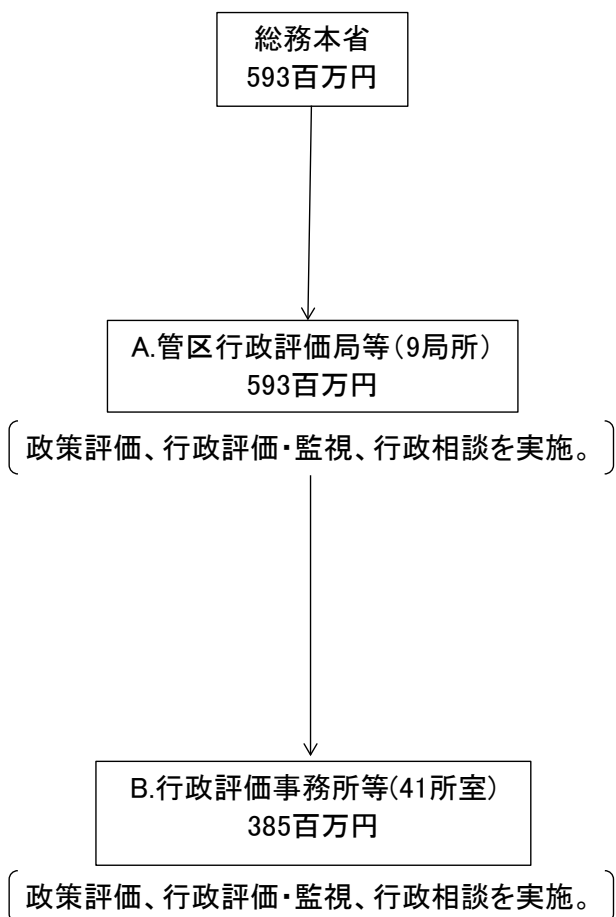 総務本省
593百万円
A.管区行政評価局等(9局所)
593百万円
政策評価、行政評価・監視、行政相談を実施。
B.行政評価事務所等(41所室)
385百万円
政策評価、行政評価・監視、行政相談を実施。